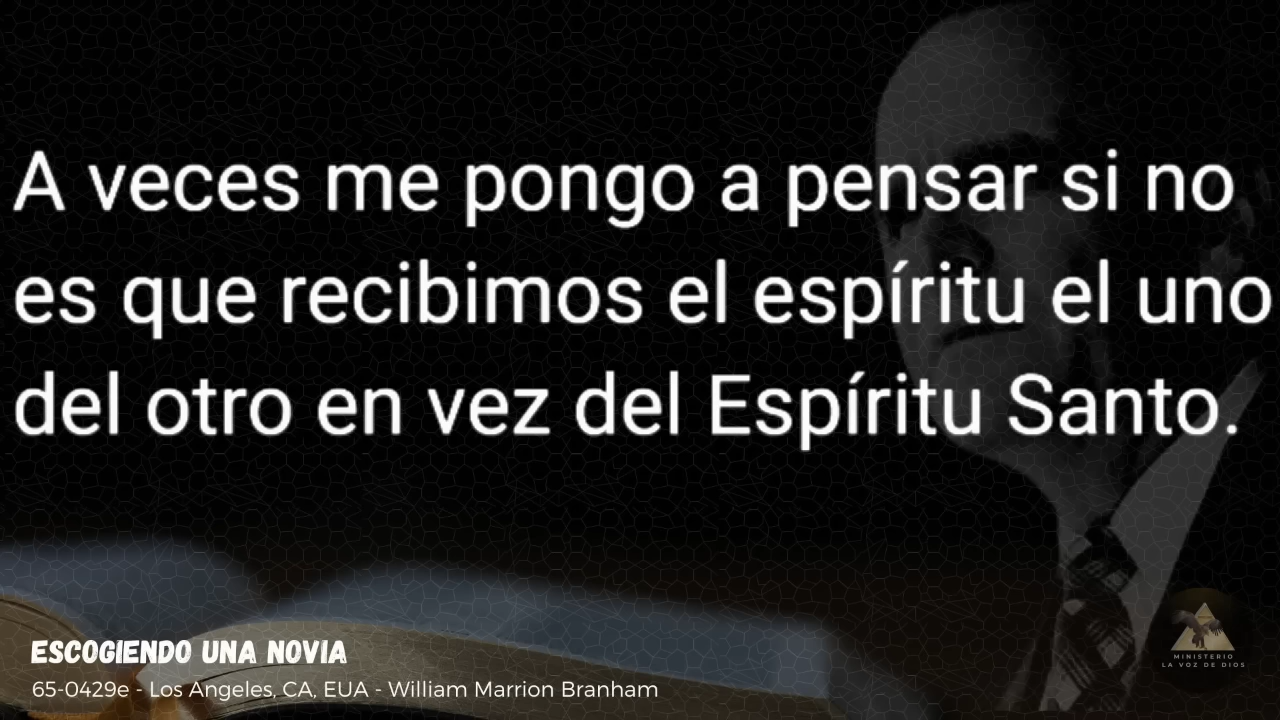 A veces me pongo a pensar si no
es que recibimos el espíritu el uno
del otro en vez del Espíritu Santo.
ESCOGIENDO UNA NOVIA
65-0429e - Los Angeles, CA, EUA - William Marrion Branham
MINISTERIO
LA VOZ DE DIOS